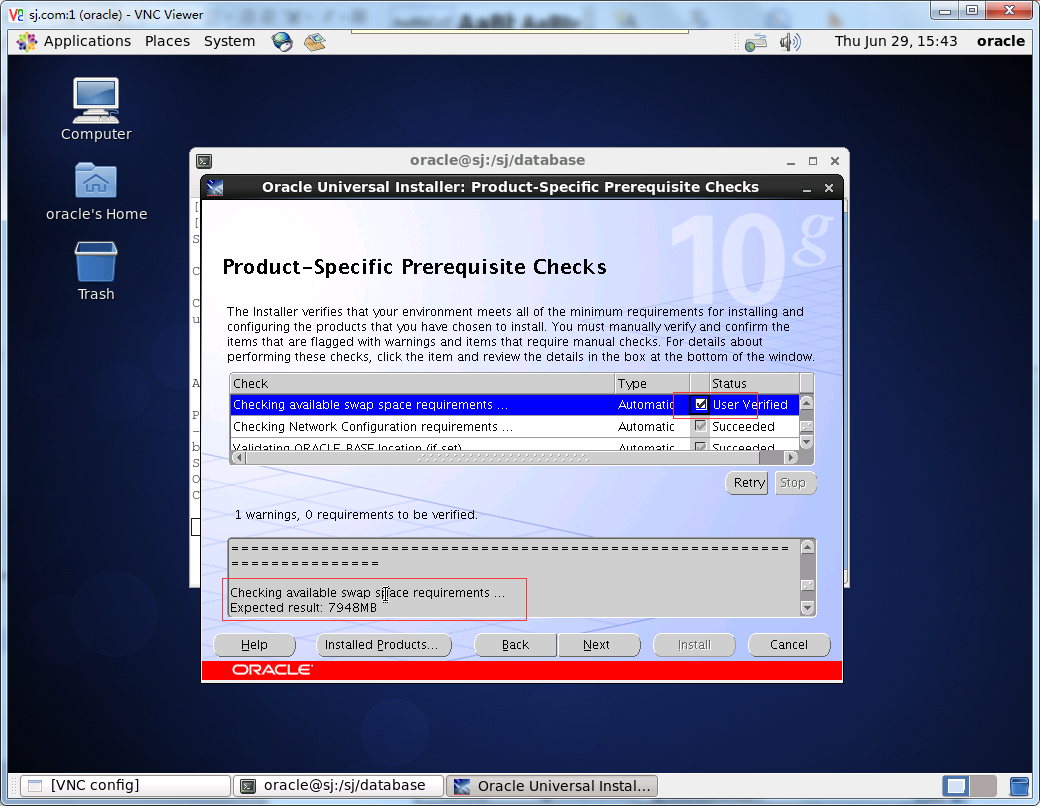 sj.com:1 (oracle) - VNC Viewer
Applications Places System Thu Jun 29, 15:43 oracle
Computer
oracle's Home
Trash
oracle@sj:/sj/database
Oracle Universal Installer: Product-Specific Prerequisite Checks
10g
Product-Specific Prerequisite Checks
The Installer verifies that your environment meets all of the minimum requirements for installing and
configuring the products that you have chosen to install. You must manually verify and confirm the
items that are flagged with warnings and items that require manual checks. For details about
performing these checks, click the item and review the details in the box at the bottom of the window.
Check Type Status
Checking available swap space requirements ... Automatic User Verified
Checking Network Configuration requirements ... Automatic Succeeded
Validating ORACLE_BASE location (if set) Automatic Succeeded
Retry Stop
1 warnings, 0 requirements to be verified.
=========================================================
===============
Checking available swap space requirements ...
Expected result: 7948MB
Help Installed Products... Back Next Install Cancel
ORACLE
[VNC config] oracle@sj:/sj/database Oracle Universal Instal...